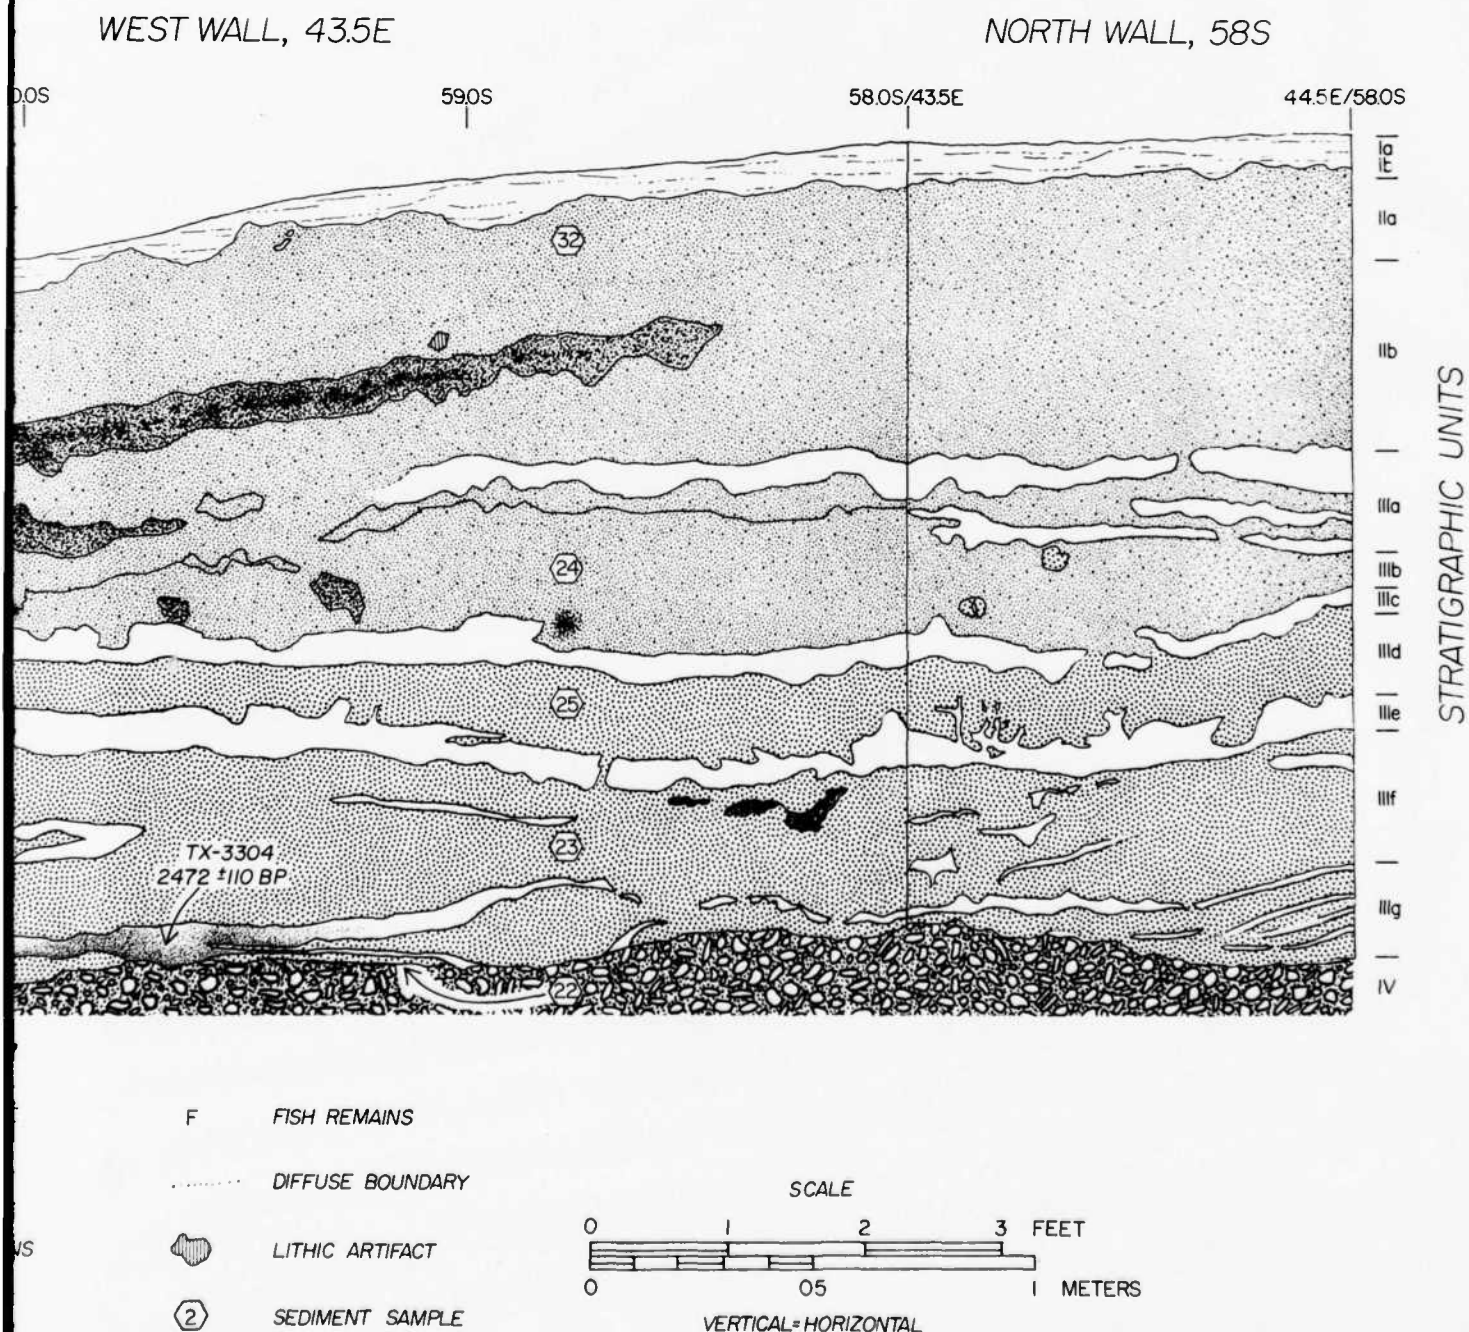 WEST WALL, 43.5E
NORTH WALL, 58S
0.0S
59.0S
58.0S/43.5E
44.5E/58.0S
Ia
IIa
IIb
IIIa
IIIb
IIIc
IIId
IIIe
IIIf
IIIg
IV
STRATIGRAPHIC UNITS
32
24
25
23
22
TX-3304
2472 ±110 BP
F FISH REMAINS
DIFFUSE BOUNDARY
LITHIC ARTIFACT
2 SEDIMENT SAMPLE
NS
SCALE
0 1 2 3 FEET
0 05 1 METERS
VERTICAL=HORIZONTAL